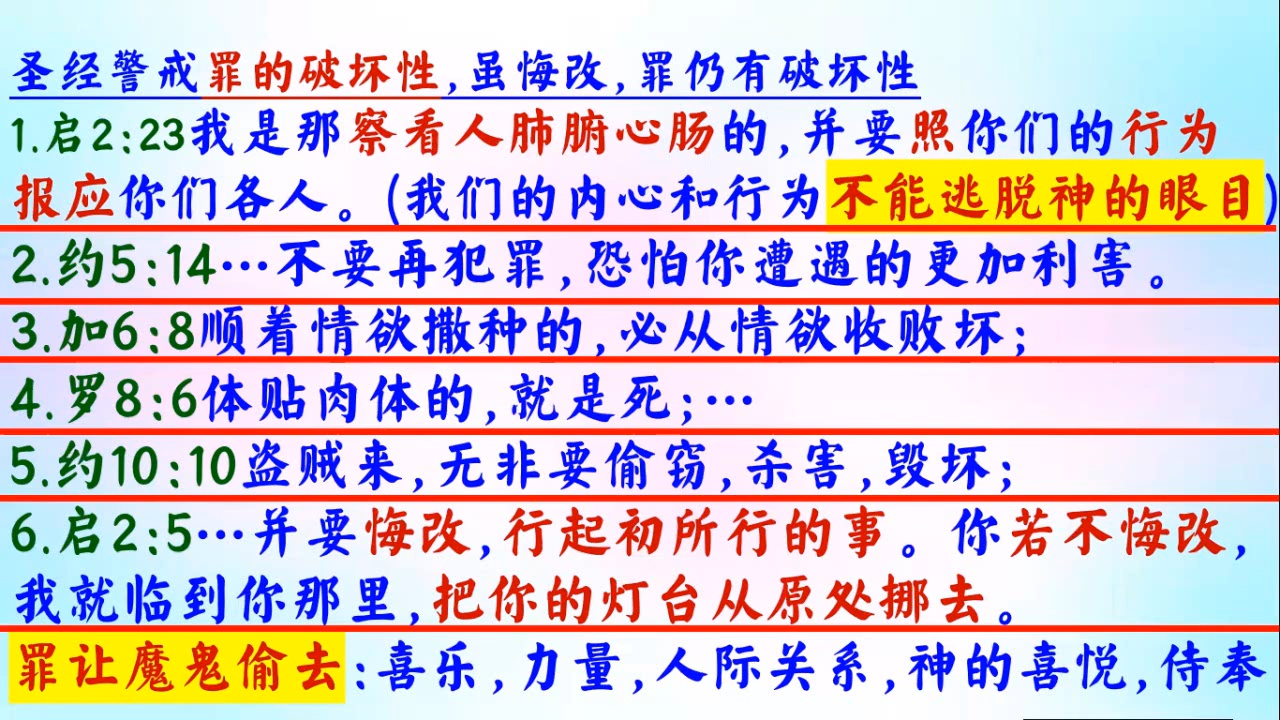 圣经警戒罪的破坏性,虽悔改,罪仍有破坏性
1.启2:23我是那察看人肺腑心肠的,并要照你们的行为
报应你们各人。(我们的内心和行为不能逃脱神的眼目)
2.约5:14…不要再犯罪,恐怕你遭遇的更加利害。
3.加6:8顺着情欲撒种的,必从情欲收败坏;
4.罗8:6体贴肉体的,就是死;…
5.约10:10盗贼来,无非要偷窃,杀害,毁坏;
6.启2:5…并要悔改,行起初所行的事。你若不悔改,
我就临到你那里,把你的灯台从原处挪去。
罪让魔鬼偷去:喜乐,力量,人际关系,神的喜悦,侍奉